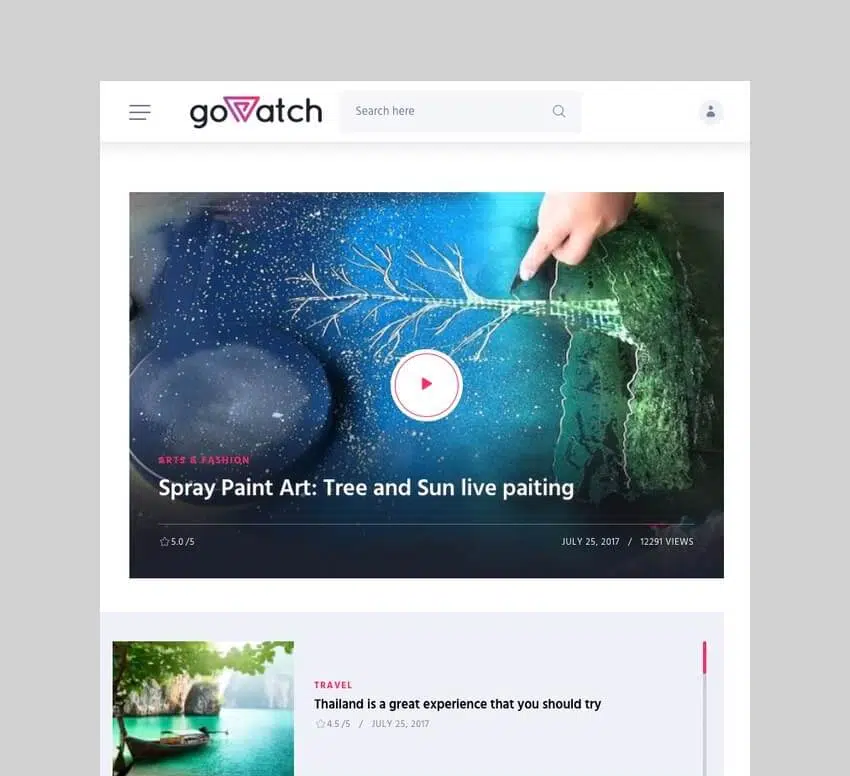 goWatch
Search here
ARTS & FASHION
Spray Paint Art: Tree and Sun live paiting
5.0 /5
JULY 25, 2017 / 12291 VIEWS
TRAVEL
Thailand is a great experience that you should try
4.5 /5 / JULY 25, 2017